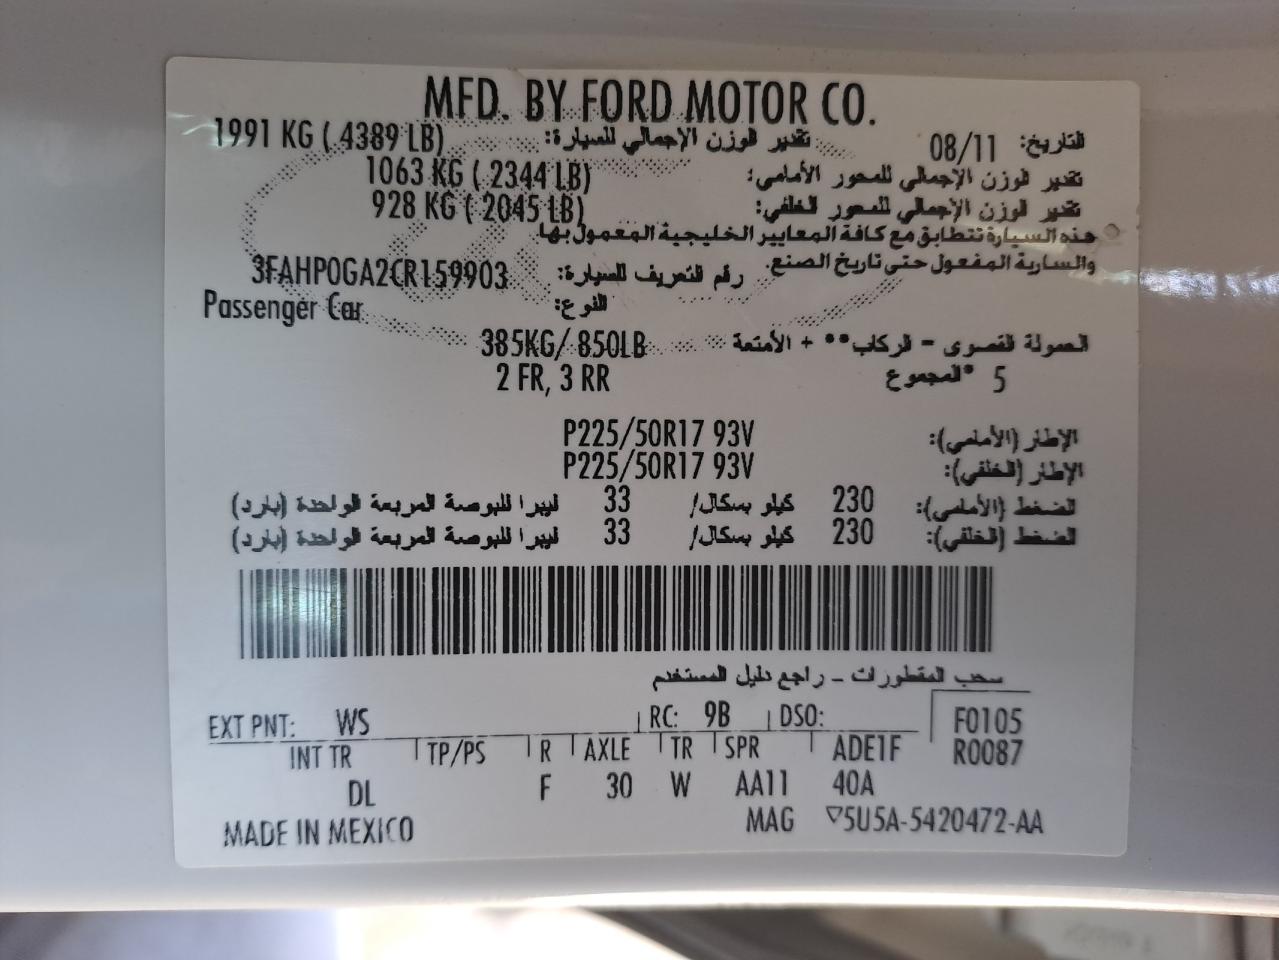 MFD. BY FORD MOTOR CO.
التاريخ: 08/11 تقدير الوزن الإجمالي للسيارة: 1991 KG ( 4389 LB)
تقدير الوزن الإجمالي للمحور الأمامي: 1063 KG ( 2344 LB)
تقدير الوزن الإجمالي للمحور الخلفي: 928 KG ( 2045 LB)
هذه السيارة تتطابق مع كافة المعايير الخليجية المعمول بها
والسارية المفعول حتى تاريخ الصنع. رقم التعريف للسيارة: 3FAHP0GA2CR159903
النوع: Passenger Car
الحمولة القصوى = الركاب** + الأمتعة 385KG/ 850LB
5 *المجموع 2 FR, 3 RR
الإطار (الأمامي): P225/50R17 93V
الإطار (الخلفي): P225/50R17 93V
الضغط (الأمامي): 230 كيلو بسكال/ 33 ليبرا للبوصة المربعة الواحدة (بارد)
الضغط (الخلفي): 230 كيلو بسكال/ 33 ليبرا للبوصة المربعة الواحدة (بارد)
سحب المقطورات - راجع دليل المستخدم
EXT PNT: WS RC: 9B DSO: F0105
INT TR TP/PS R AXLE TR SPR ADE1F R0087
DL F 30 W AA11 40A
MADE IN MEXICO MAG ▽5U5A-5420472-AA